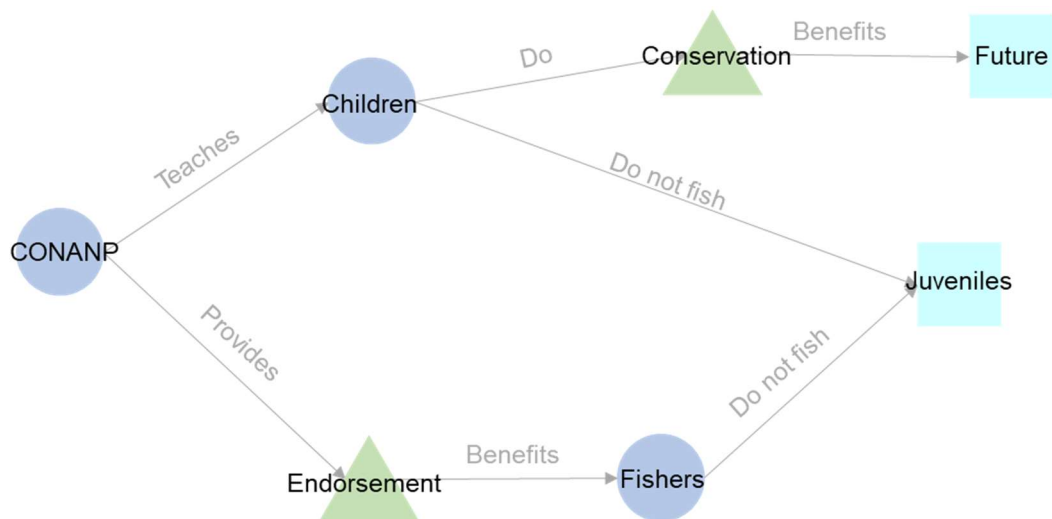 Benefits
Conservation
Future
Do
Children
Teaches
Do not fish
CONANP
Juveniles
Provides
Do not fish
Benefits
Endorsement
Fishers